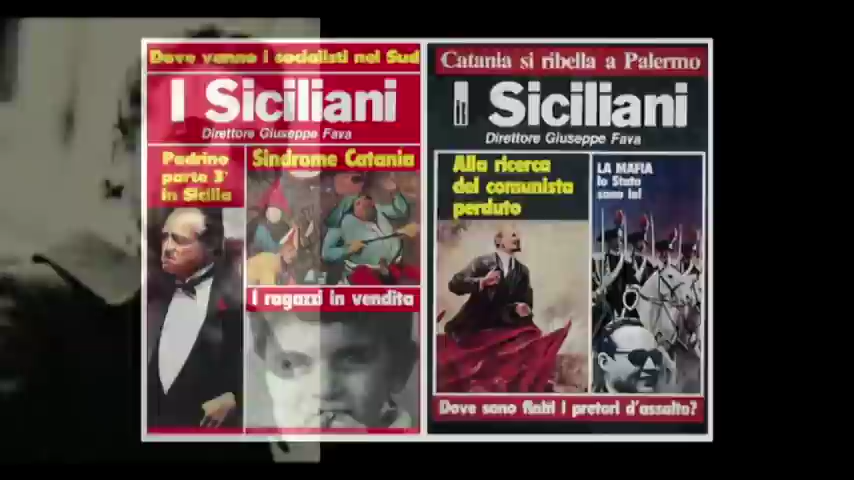 Dove vanno i socialisti nel Sud
I Siciliani
Direttore Giuseppe Fava
Padrino
parte 3ª
in Sicilia
Sindrome Catania
I ragazzi in vendita
Catania si ribella a Palermo
I Siciliani
Direttore Giuseppe Fava
Alla ricerca
del comunista
perduto
LA MAFIA
lo Stato
sono io!
Dove sono finiti i pretori d'assalto?